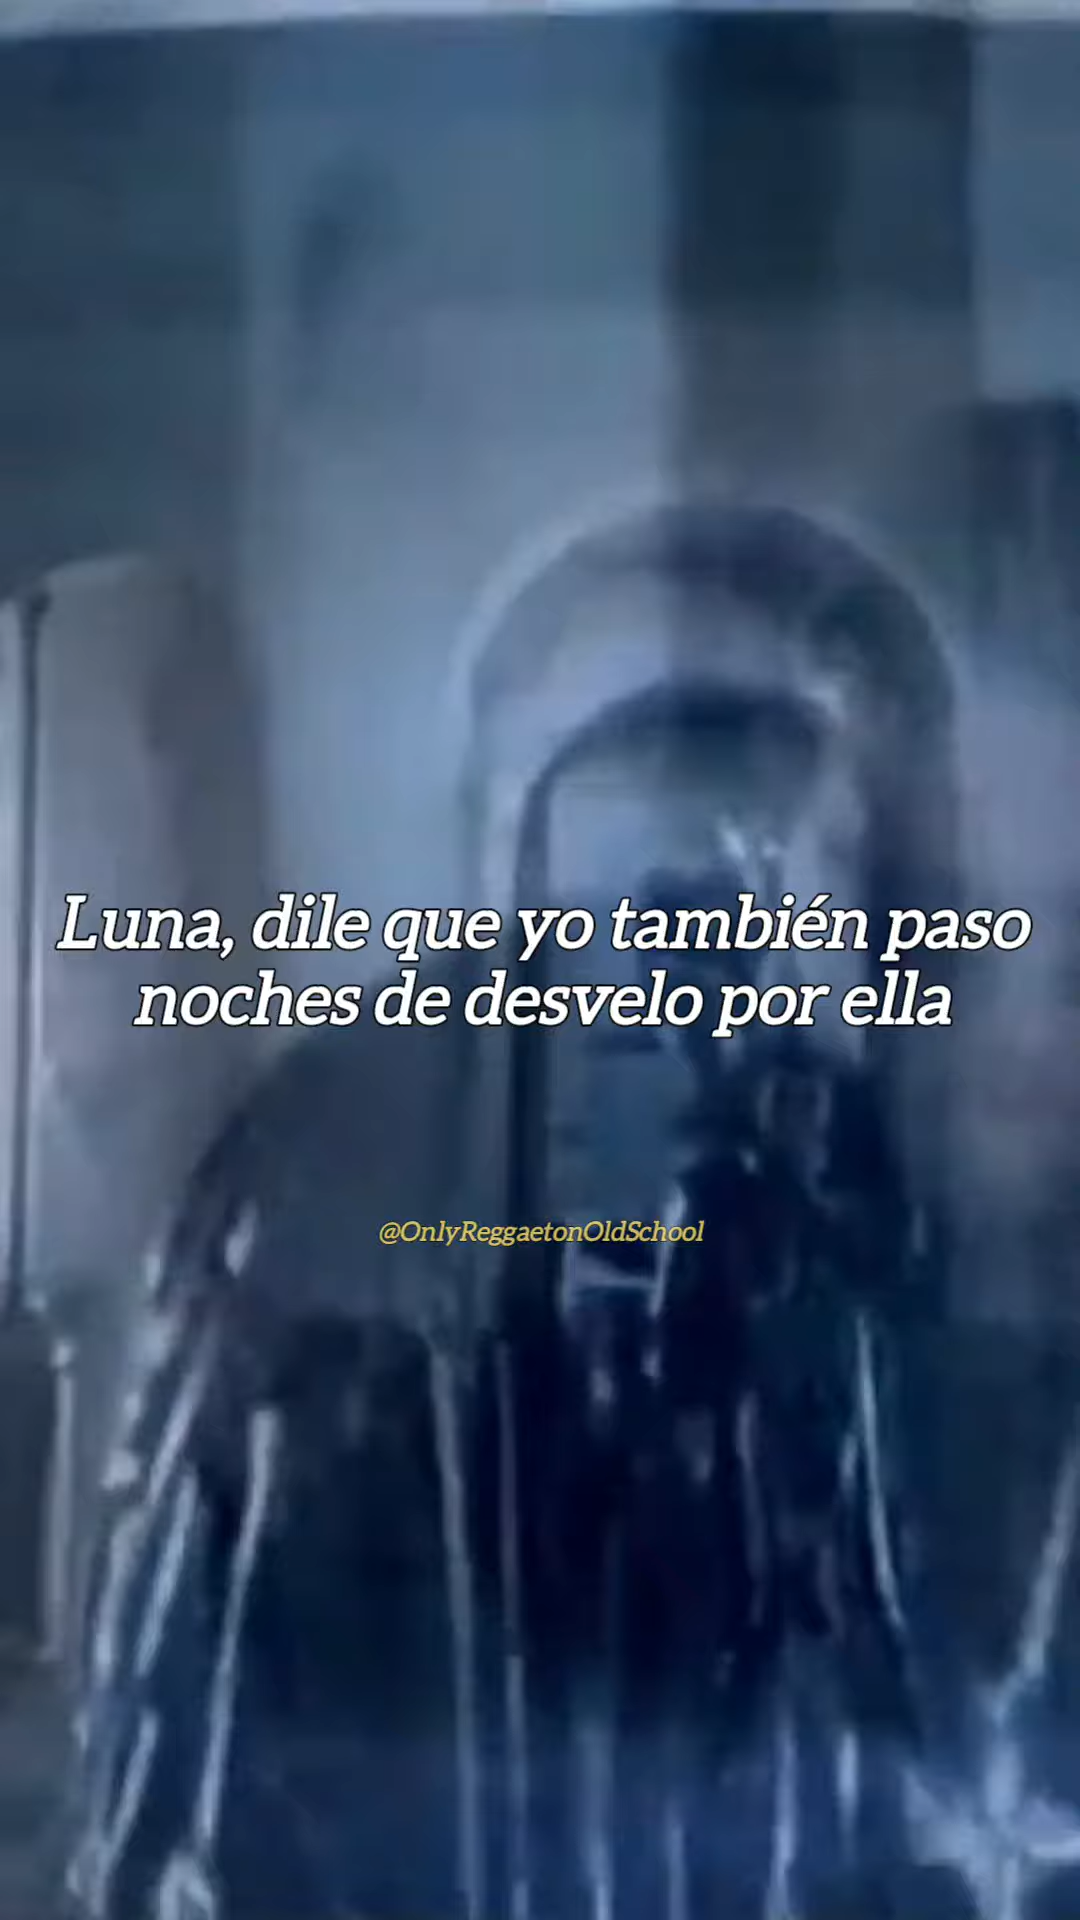 Luna, dile que yo también paso
noches de desvelo por ella
@OnlyReggaetonOldSchool